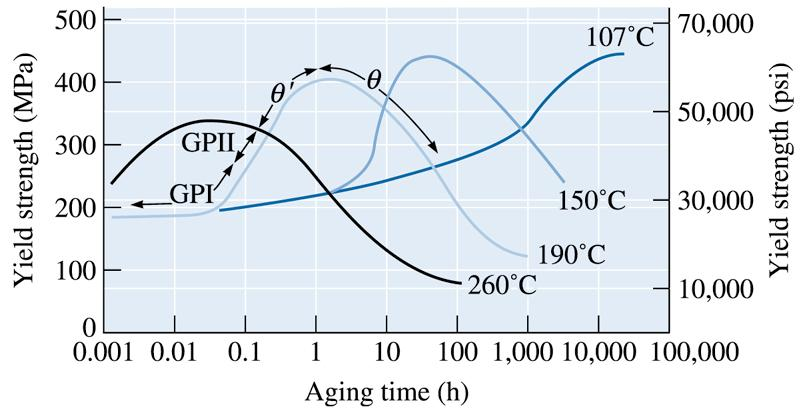 500
400
300
200
100
0
Yield strength (MPa)
0.001 0.01 0.1 1 10 100 1,000 10,000 100,000
Aging time (h)
70,000
50,000
30,000
10,000
Yield strength (psi)
107°C
θ′
θ
GPII
GPI
150°C
190°C
260°C